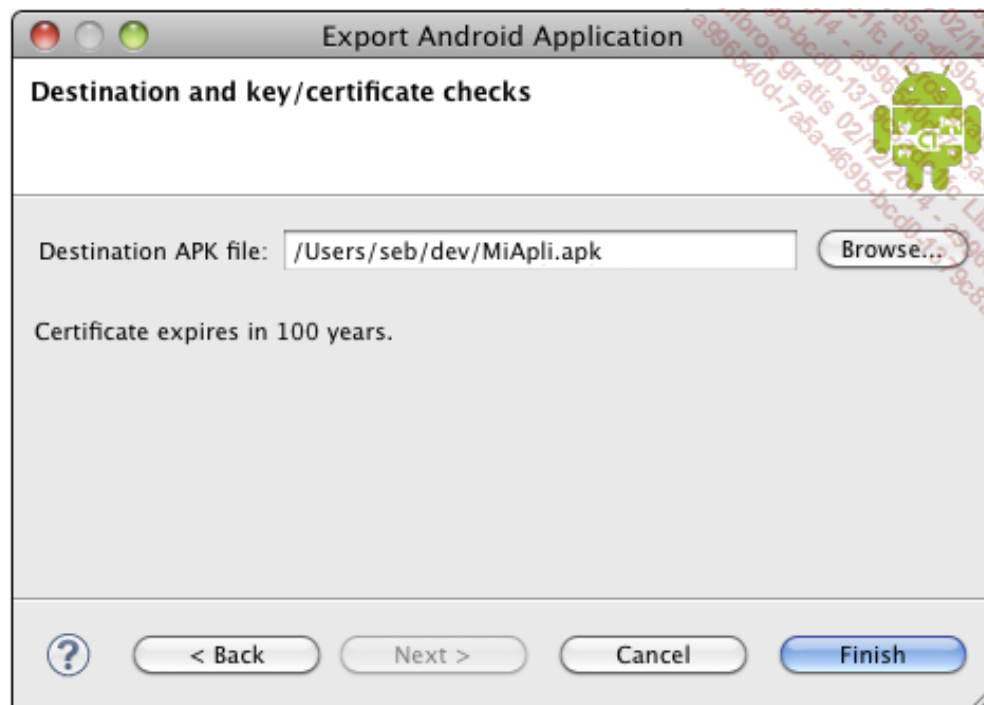 Export Android Application
Destination and key/certificate checks
Destination APK file: /Users/seb/dev/MiApli.apk Browse...
Certificate expires in 100 years.
? < Back Next > Cancel Finish